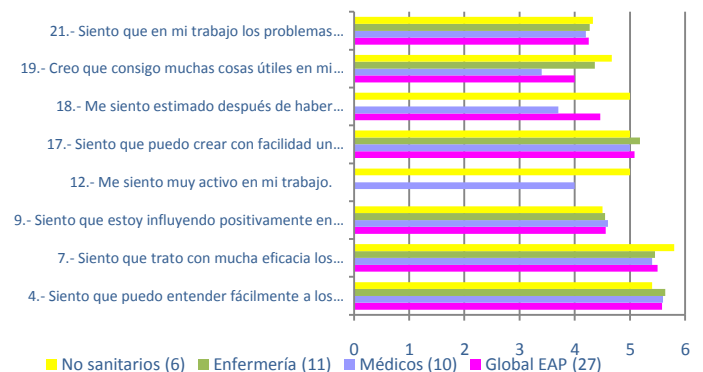 21.- Siento que en mi trabajo los problemas…
19.- Creo que consigo muchas cosas útiles en mi…
18.- Me siento estimado después de haber…
17.- Siento que puedo crear con facilidad un…
12.- Me siento muy activo en mi trabajo.
9.- Siento que estoy influyendo positivamente en…
7.- Siento que trato con mucha eficacia los…
4.- Siento que puedo entender fácilmente a los…
0 1 2 3 4 5 6
No sanitarios (6) Enfermería (11) Médicos (10) Global EAP (27)